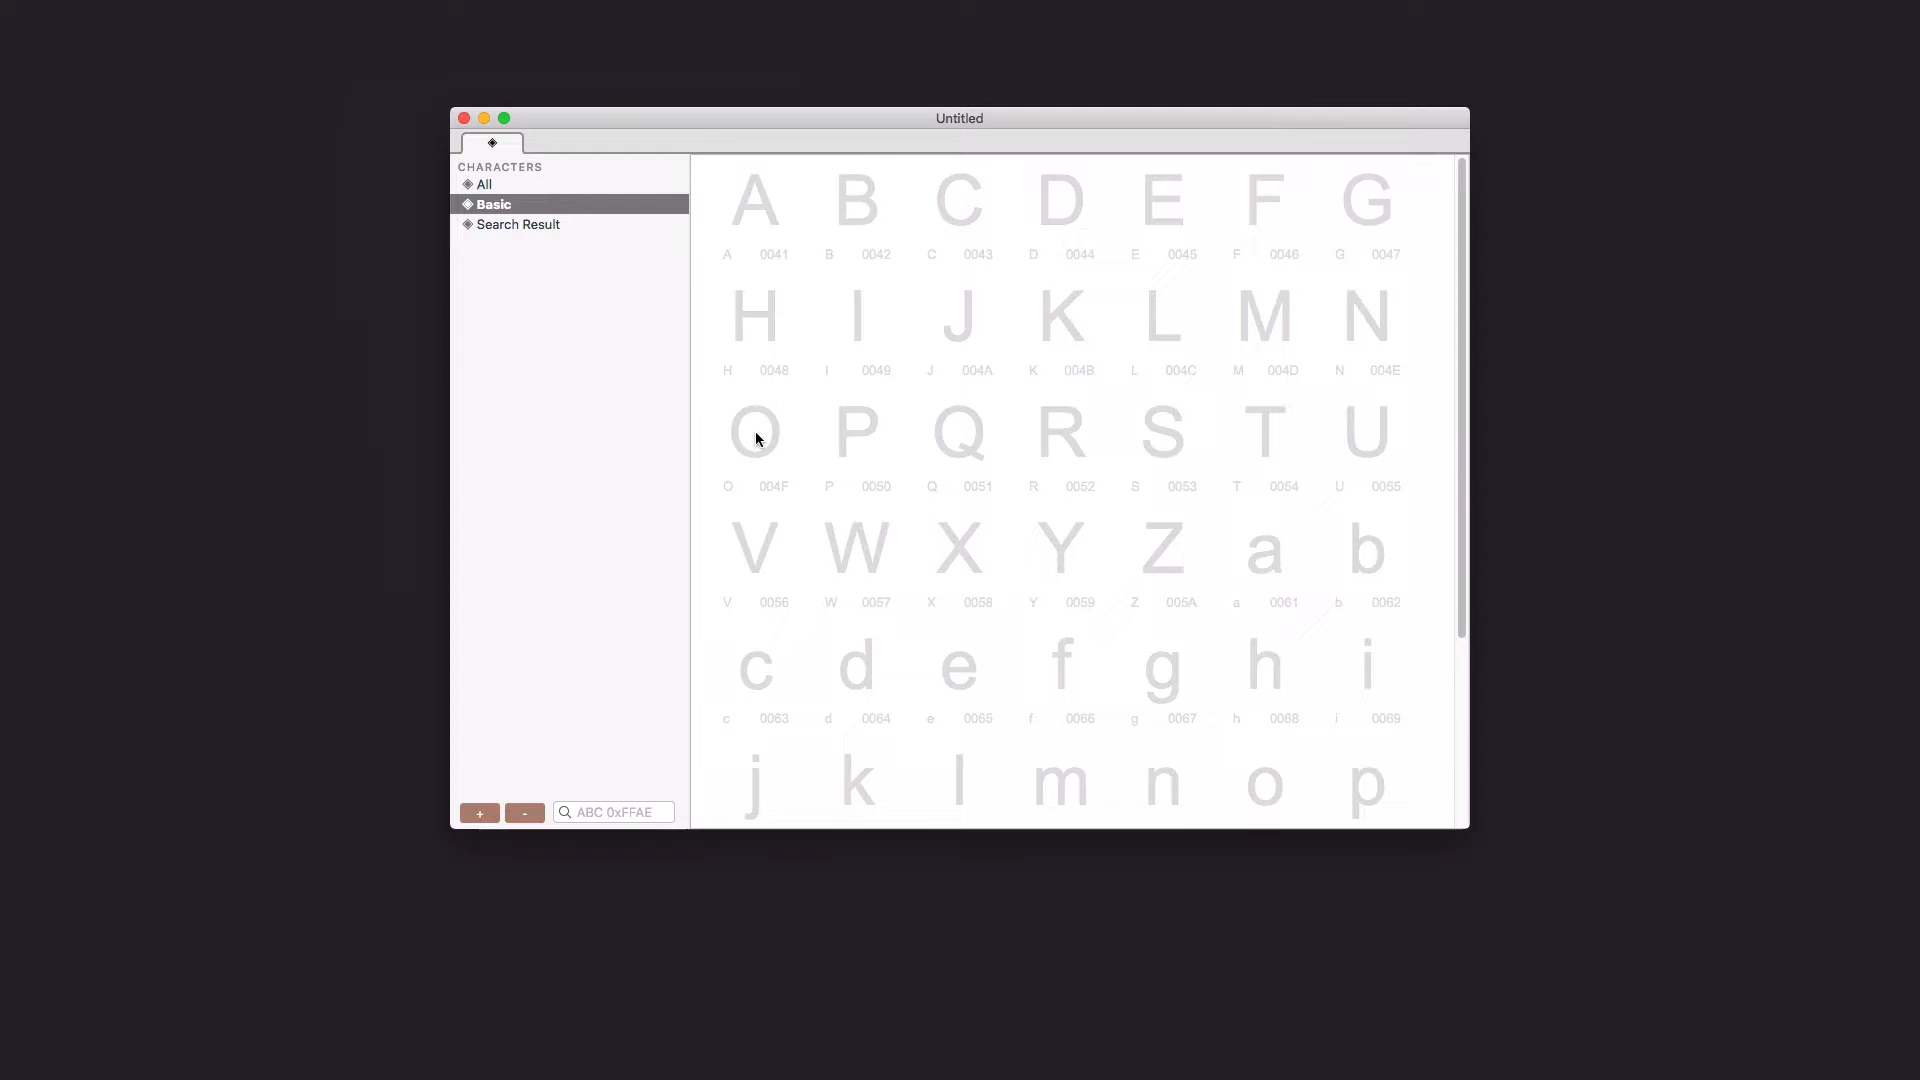 Untitled
CHARACTERS
All
Basic
Search Result
A B C D E F G
A 0041 B 0042 C 0043 D 0044 E 0045 F 0046 G 0047
H I J K L M N
H 0048 I 0049 J 004A K 004B L 004C M 004D N 004E
O P Q R S T U
O 004F P 0050 Q 0051 R 0052 S 0053 T 0054 U 0055
V W X Y Z a b
V 0056 W 0057 X 0058 Y 0059 Z 005A a 0061 b 0062
c d e f g h i
c 0063 d 0064 e 0065 f 0066 g 0067 h 0068 i 0069
j k l m n o p
+ - ABC 0xFFAE